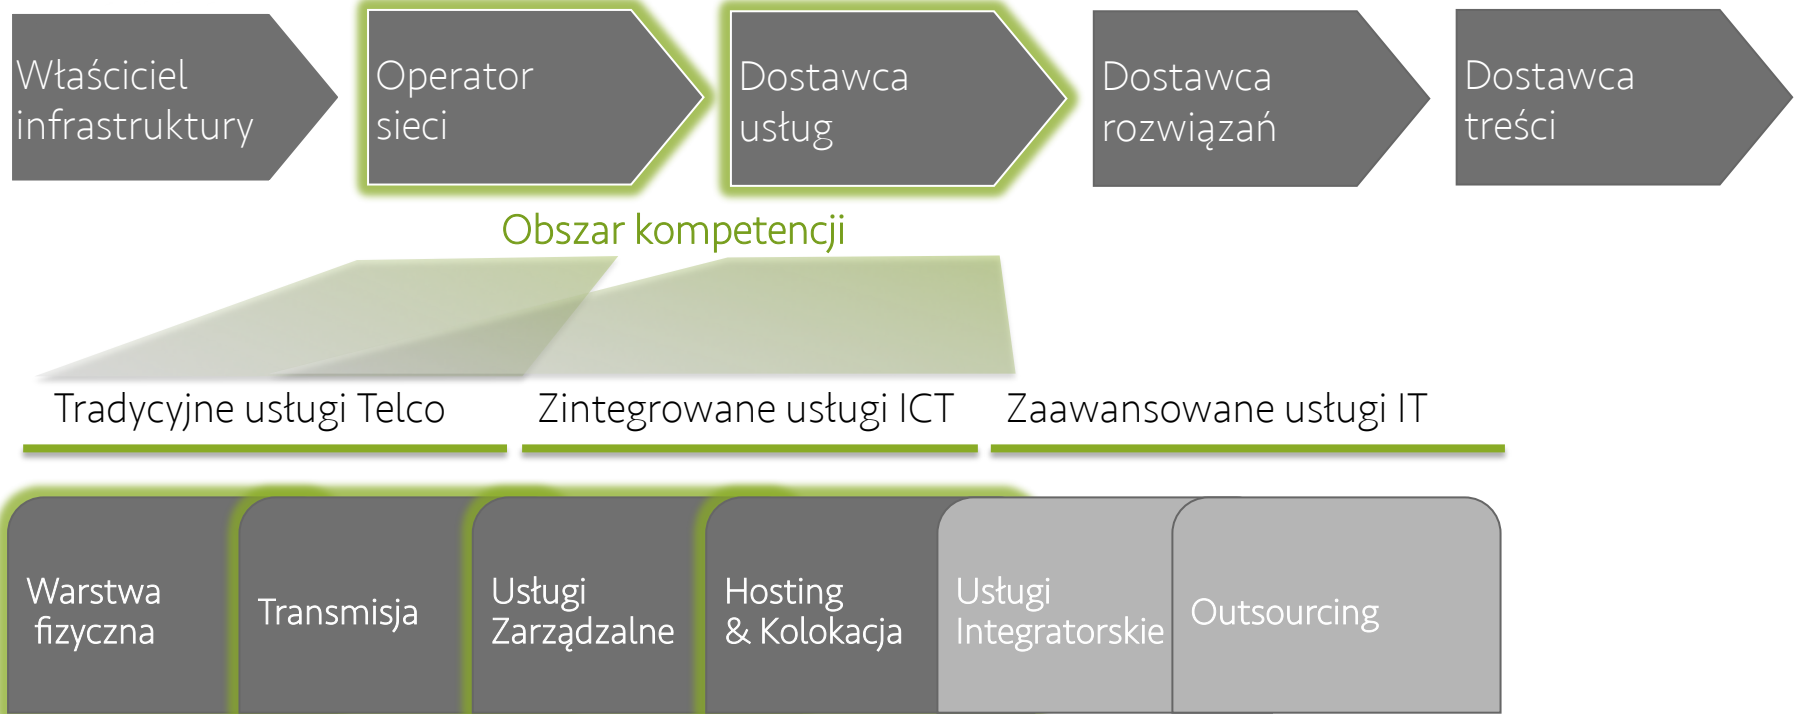 Właściciel
infrastruktury
Operator
sieci
Dostawca
usług
Dostawca
rozwiązań
Dostawca
treści
Obszar kompetencji
Tradycyjne usługi Telco
Zintegrowane usługi ICT
Zaawansowane usługi IT
Warstwa
fizyczna
Transmisja
Usługi
Zarządzalne
Hosting
& Kolokacja
Usługi
Integratorskie
Outsourcing